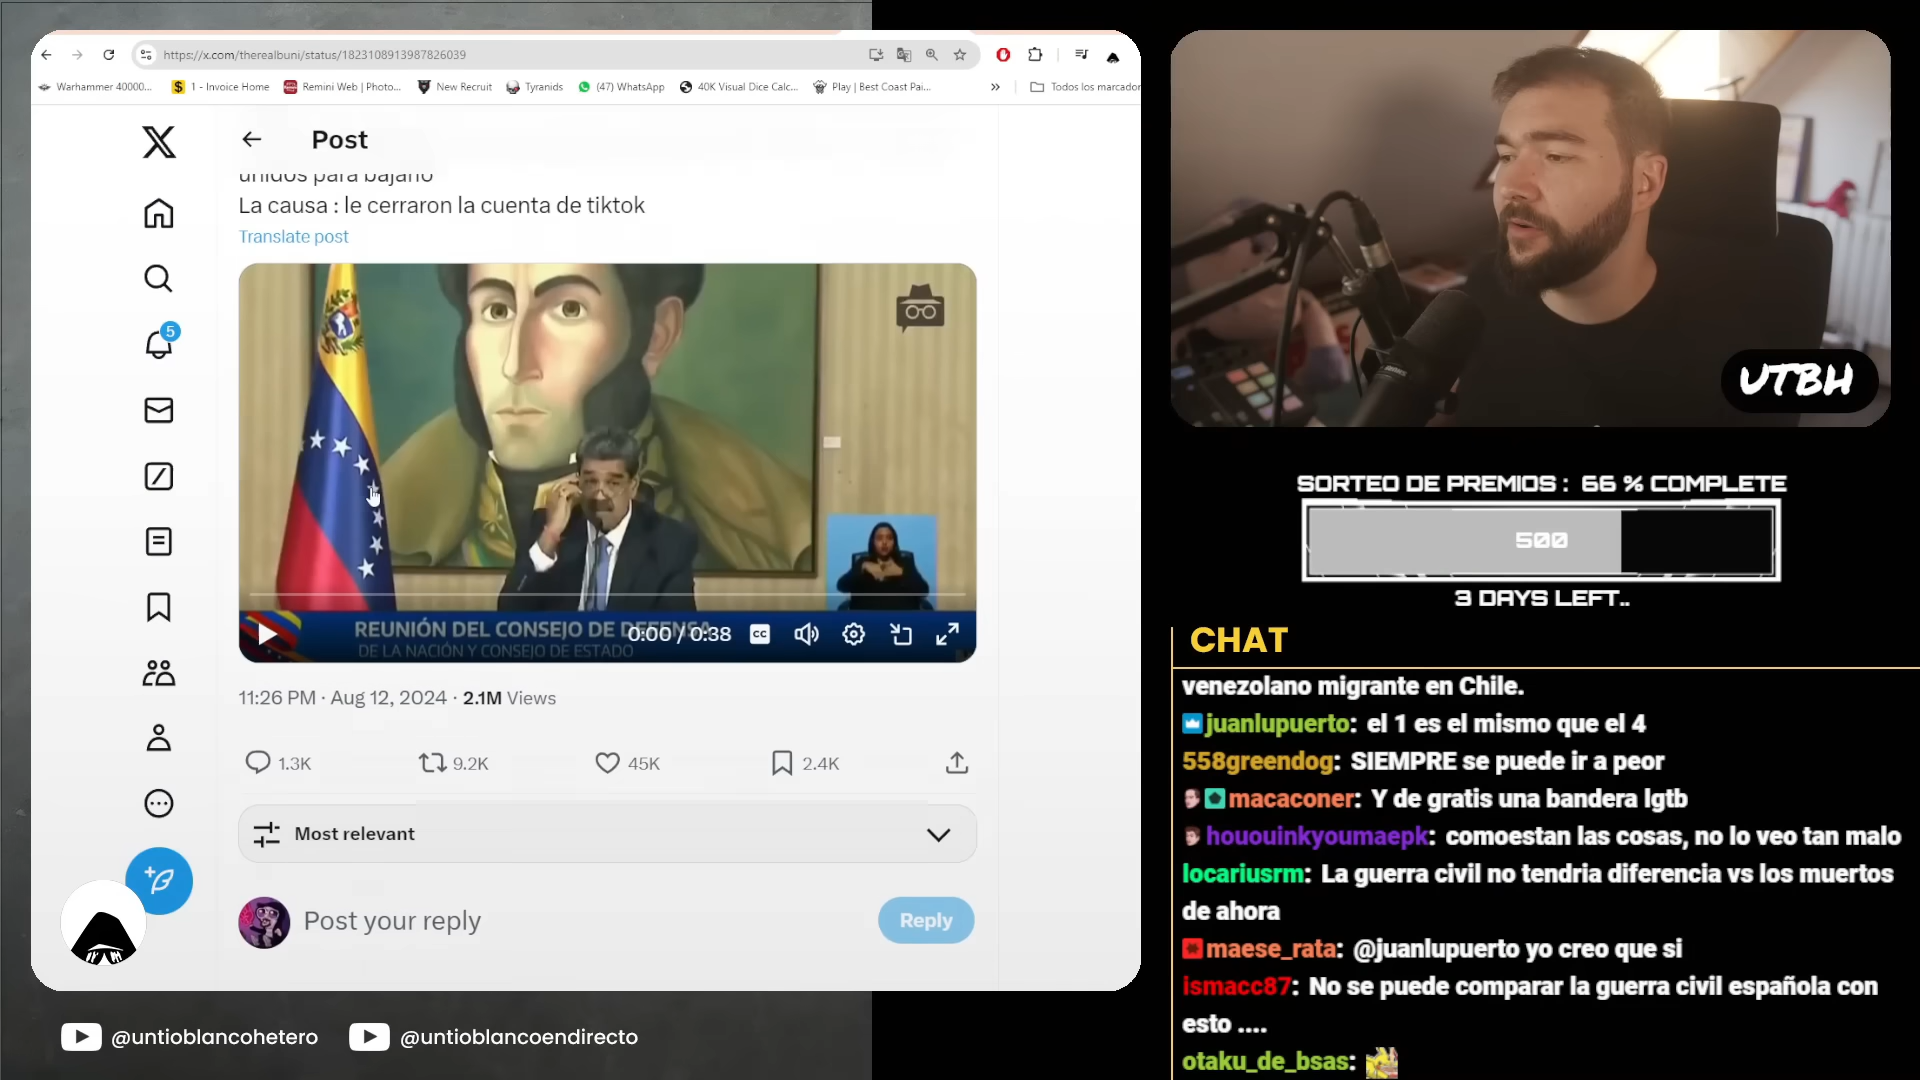 https://x.com/therealbuni/status/1823108913987826039
Warhammer 40000...
1 - Invoice Home
Remini Web | Photo...
New Recruit
Tyranids
(47) WhatsApp
40K Visual Dice Calc...
Play | Best Coast Pai...
»
Todos los marcador
Post
unidos para bajarlo
La causa : le cerraron la cuenta de tiktok
Translate post
5
REUNIÓN DEL CONSEJO DE DEFENSA
DE LA NACIÓN Y CONSEJO DE ESTADO
0:00 / 0:38
CC
11:26 PM · Aug 12, 2024 · 2.1M Views
1.3K
9.2K
45K
2.4K
Most relevant
Post your reply
Reply
@untioblancohetero
@untioblancoendirecto
UTBH
SORTEO DE PREMIOS : 66 % COMPLETE
500
3 DAYS LEFT..
CHAT
venezolano migrante en Chile.
juanlupuerto: el 1 es el mismo que el 4
558greendog: SIEMPRE se puede ir a peor
macaconer: Y de gratis una bandera lgtb
hououinkyoumaepk: comoestan las cosas, no lo veo tan malo
locariusrm: La guerra civil no tendria diferencia vs los muertos
de ahora
maese_rata: @juanlupuerto yo creo que si
ismacc87: No se puede comparar la guerra civil española con
esto ....
otaku_de_bsas: